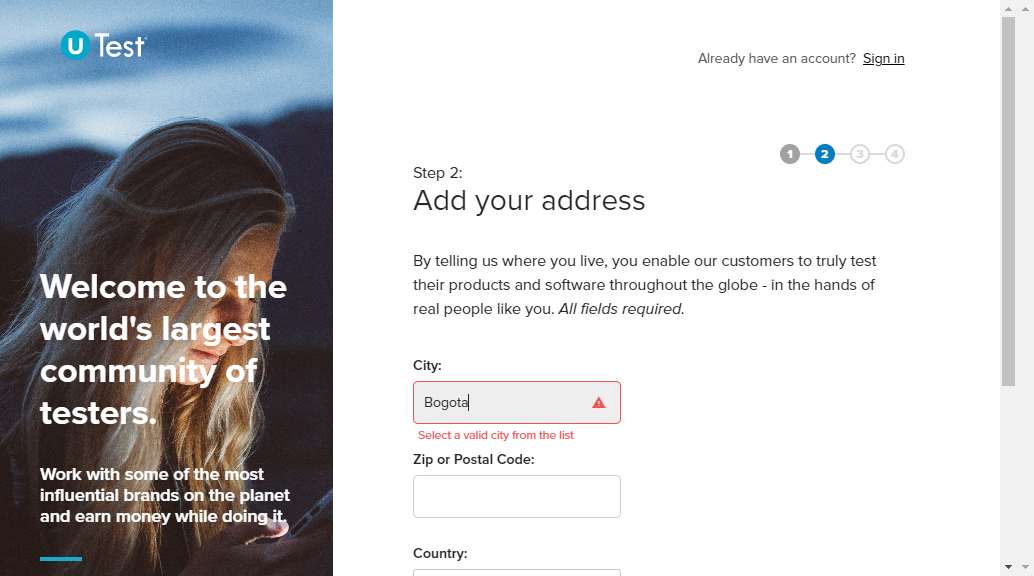 U Test
Already have an account? Sign in
1 2 3 4
Step 2:
Add your address
By telling us where you live, you enable our customers to truly test
their products and software throughout the globe - in the hands of
real people like you. All fields required.
City:
Bogota
Select a valid city from the list
Zip or Postal Code:
Country:
Welcome to the
world's largest
community of
testers.
Work with some of the most
influential brands on the planet
and earn money while doing it.